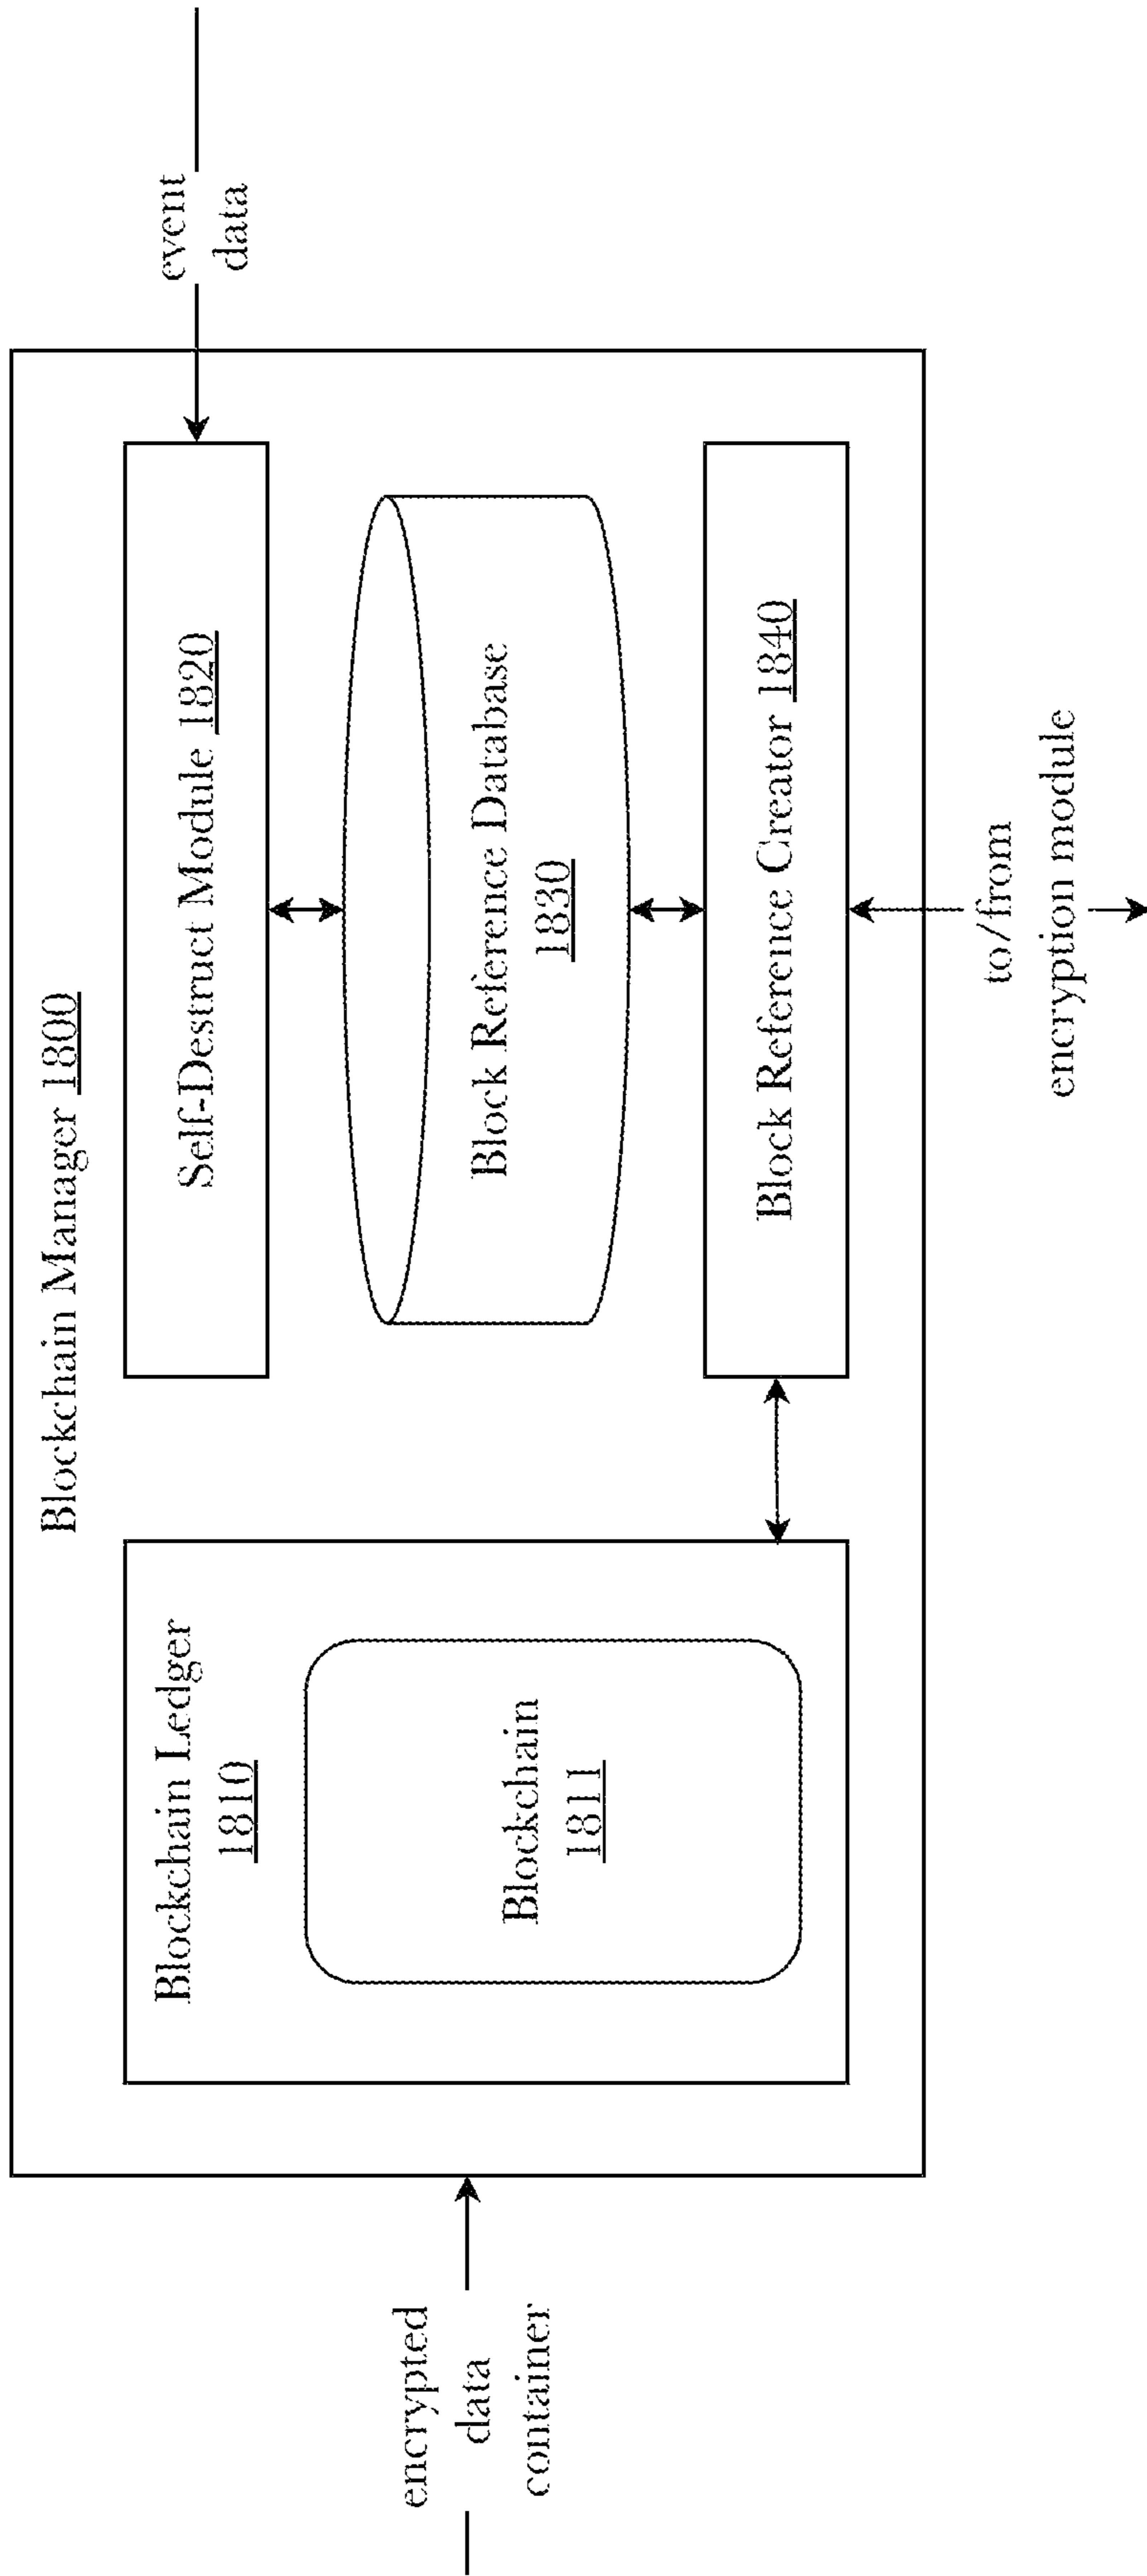 Blockchain Manager 1800
Blockchain Ledger
1810
Blockchain
1811
Self-Destruct Module 1820
Block Reference Database
1830
Block Reference Creator 1840
encrypted
data
container
event
data
to/from
encryption module